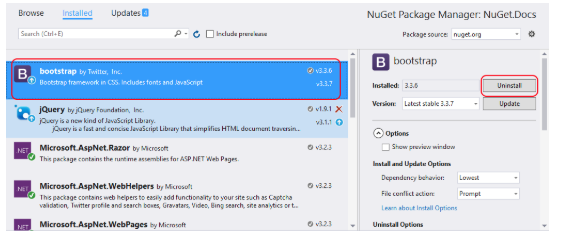 Browse Installed Updates 4
NuGet Package Manager: NuGet.Docs
Search (Ctrl+E)
Include prerelease
Package source: nuget.org
B
bootstrap by Twitter, Inc.
v3.3.6
Bootstrap framework in CSS. Includes fonts and JavaScript
v3.3.7
jQuery by jQuery Foundation, Inc.
v1.9.1
jQuery is a new kind of JavaScript Library.
v3.1.1
jQuery is a fast and concise JavaScript Library that simplifies HTML document traversin...
.NET
Microsoft.AspNet.Razor by Microsoft
v3.2.3
This package contains the runtime assemblies for ASP.NET Web Pages.
.NET
Microsoft.AspNet.WebHelpers by Microsoft
v3.2.3
This package contains web helpers to easily add functionality to your site such as Captcha
validation, Twitter profile and search boxes, Gravatars, Video, Bing search, site analytics or t...
.NET
Microsoft.AspNet.WebPages by Microsoft
v3.2.3
B bootstrap
Installed: 3.3.6 Uninstall
Version: Latest stable 3.3.7 Update
Options
Show preview window
Install and Update Options
Dependency behavior: Lowest
File conflict action: Prompt
Learn about Install Options
Uninstall Options